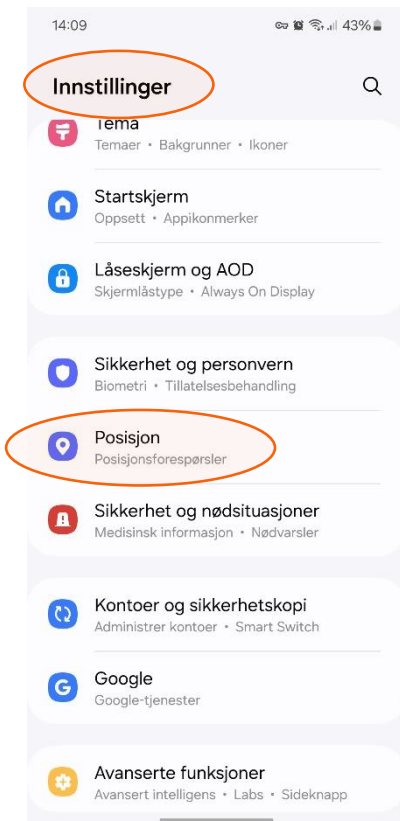 14:09
43%
Innstillinger
Tema
Temaer • Bakgrunner • Ikoner
Startskjerm
Oppsett • Appikonmerker
Låseskjerm og AOD
Skjermlåstype • Always On Display
Sikkerhet og personvern
Biometri • Tillatelsesbehandling
Posisjon
Posisjonsforespørsler
Sikkerhet og nødsituasjoner
Medisinsk informasjon • Nødvarsler
Kontoer og sikkerhetskopi
Administrer kontoer • Smart Switch
Google
Google-tjenester
Avanserte funksjoner
Avansert intelligens • Labs • Sideknapp